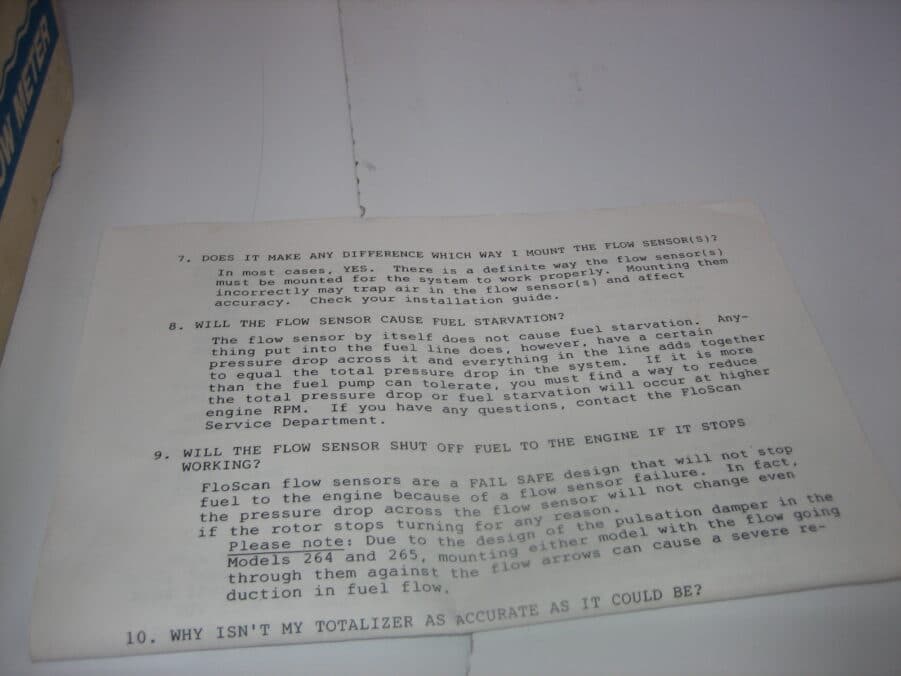 OW METER
7. DOES IT MAKE ANY DIFFERENCE WHICH WAY I MOUNT THE FLOW SENSOR(S)?
In most cases, YES. There is a definite way the flow sensor(s)
must be mounted for the system to work properly. Mounting them
incorrectly may trap air in the flow sensor(s) and affect
accuracy. Check your installation guide.
8. WILL THE FLOW SENSOR CAUSE FUEL STARVATION?
The flow sensor by itself does not cause fuel starvation. Any-
thing put into the fuel line does, however, have a certain
pressure drop across it and everything in the line adds together
to equal the total pressure drop in the system. If it is more
than the fuel pump can tolerate, you must find a way to reduce
the total pressure drop or fuel starvation will occur at higher
engine RPM. If you have any questions, contact the FloScan
Service Department.
9. WILL THE FLOW SENSOR SHUT OFF FUEL TO THE ENGINE IF IT STOPS
WORKING?
FloScan flow sensors are a FAIL SAFE design that will not stop
fuel to the engine because of a flow sensor failure. In fact,
the pressure drop across the flow sensor will not change even
if the rotor stops turning for any reason.
Please note: Due to the design of the pulsation damper in the
Models 264 and 265, mounting either model with the flow going
through them against the flow arrows can cause a severe re-
duction in fuel flow.
10. WHY ISN'T MY TOTALIZER AS ACCURATE AS IT COULD BE?